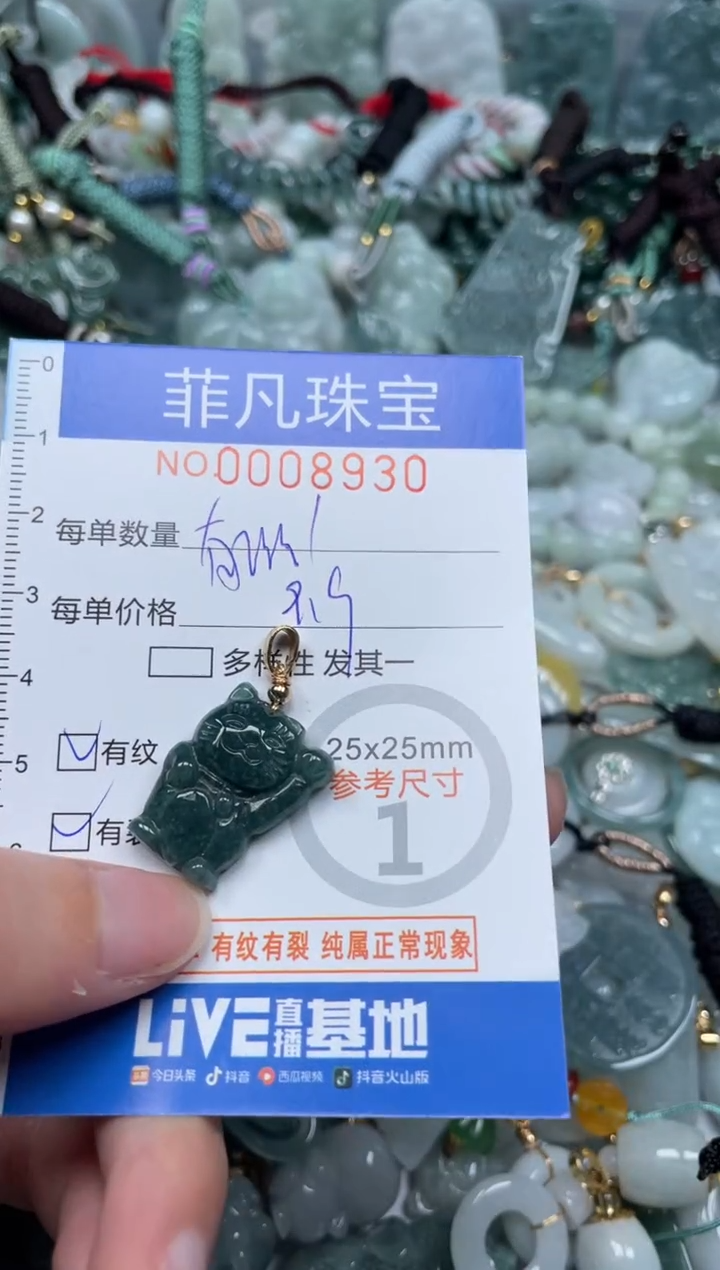 菲凡珠宝
NO.0008930
每单数量
每单价格
多样性 发其一
有纹
25x25mm
参考尺寸
有
1
有纹有裂 纯属正常现象
LiVE直播基地
今日头条 抖音 西瓜视频 抖音火山版
0
1
2
3
4
5